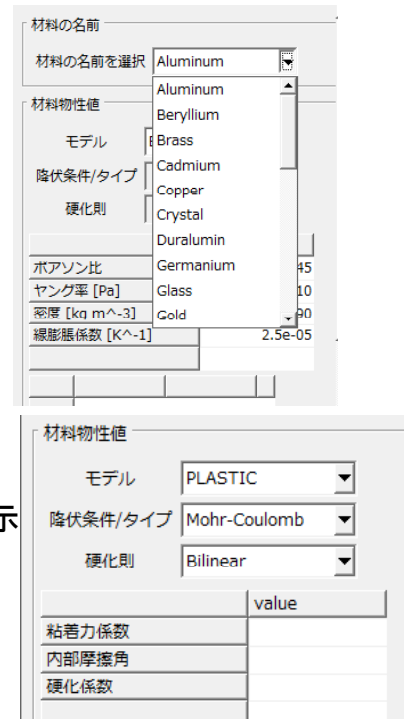 材料の名前
材料の名前を選択 Aluminum
Aluminum
材料物性値
Beryllium
モデル
Brass
降伏条件/タイプ
Cadmium
Copper
硬化則
Crystal
Duralumin
ポアソン比 Germanium 45
ヤング率 [Pa] Glass 10
密度 [kg m^-3] Gold 90
線膨脹係数 [K^-1] 2.5e-05
材料物性値
モデル PLASTIC
示
降伏条件/タイプ Mohr-Coulomb
硬化則 Bilinear
value
粘着力係数
内部摩擦角
硬化係数